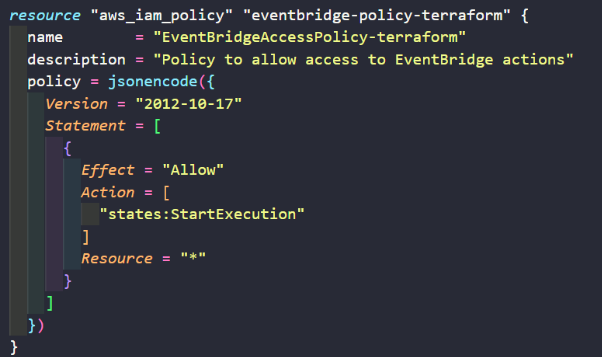 resource "aws_iam_policy" "eventbridge-policy-terraform" {
  name        = "EventBridgeAccessPolicy-terraform"
  description = "Policy to allow access to EventBridge actions"
  policy = jsonencode({
    Version = "2012-10-17"
    Statement = [
      {
        Effect = "Allow"
        Action = [
          "states:StartExecution"
        ]
        Resource = "*"
      }
    ]
  })
}